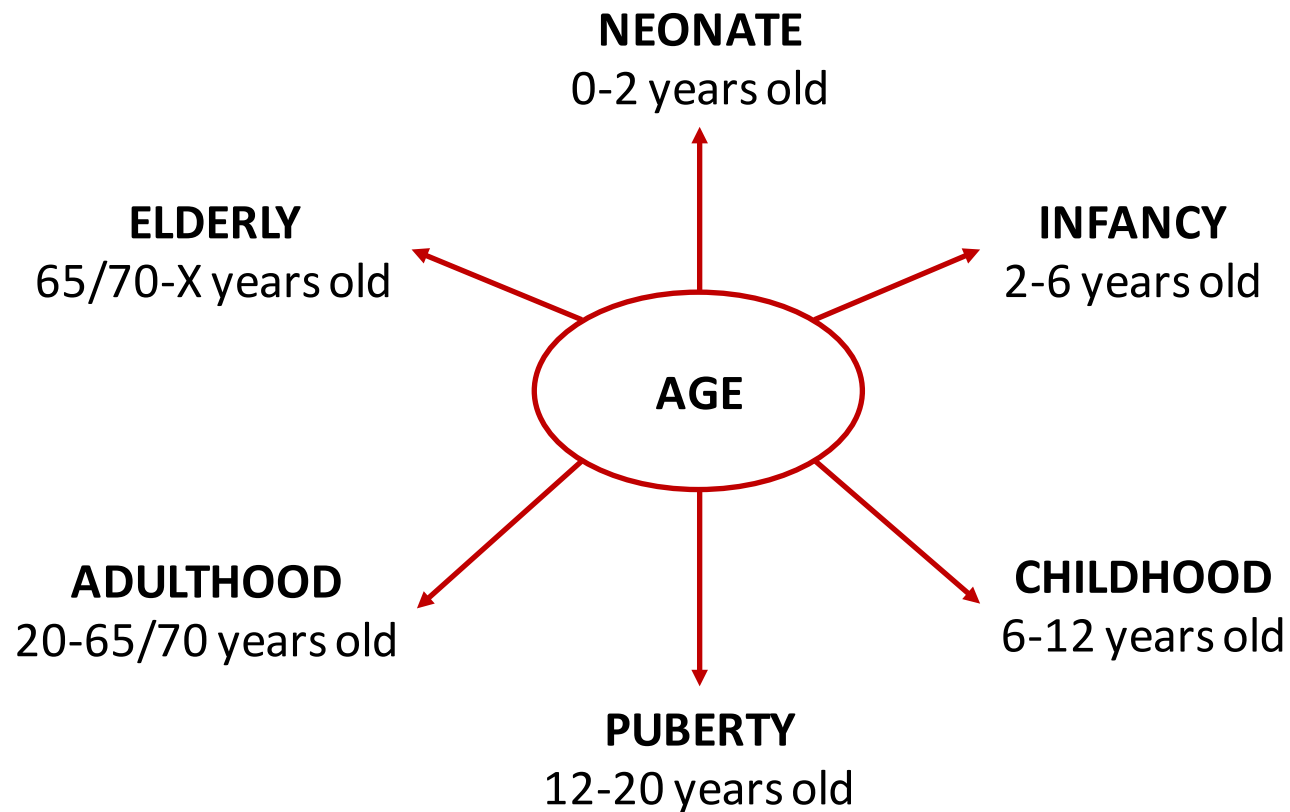 NEONATE
0-2 years old
INFANCY
2-6 years old
CHILDHOOD
6-12 years old
PUBERTY
12-20 years old
ADULTHOOD
20-65/70 years old
ELDERLY
65/70-X years old
AGE